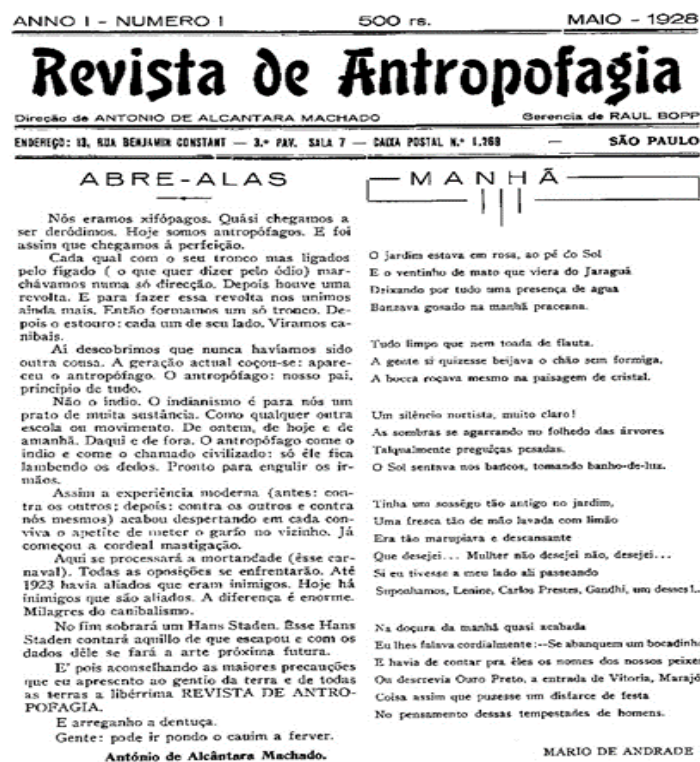 ANNO I - NUMERO I 500 rs. MAIO - 1928
Revista de Antropofagia
Direção de ANTONIO DE ALCANTARA MACHADO Gerencia de RAUL BOPP
ENDEREÇO: 13, RUA BENJAMIN CONSTANT — 3.º PAV. SALA 7 — CAIXA POSTAL N.º 1.269 — SÃO PAULO
ABRE-ALAS
Nós eramos xifópagos. Quási chegamos a
ser deródimos. Hoje somos antropófagos. E foi
assim que chegamos á perfeição.
Cada qual com o seu tronco mas ligados
pelo fígado ( o que quer dizer pelo ódio) mar-
chávamos numa só direcção. Depois houve uma
revolta. E para fazer essa revolta nos unimos
ainda mais. Então formamos um só tronco. De-
pois o estouro: cada um de seu lado. Viramos ca-
nibais.
Aí descobrimos que nunca havíamos sido
outra cousa. A geração actual coçou-se: apare-
ceu o antropófago. O antropófago: nosso pai,
princípio de tudo.
Não o índio. O indianismo é para nós um
prato de muita sustância. Como qualquer outra
escola ou movimento. De ontem, de hoje e de
amanhã. Daqui e de fora. O antropófago come o
índio e come o chamado civilizado: só êle fica
lambendo os dedos. Pronto para engulir os ir-
mãos.
Assim a experiência moderna (antes: con-
tra os outros; depois: contra os outros e contra
nós mesmos) acabou despertando em cada con-
viva o apetite de meter o garfo no vizinho. Já
começou a cordeal mastigação.
Aqui se processará a mortandade (êsse car-
naval). Todas as oposições se enfrentarão. Até
1923 havia aliados que eram inimigos. Hoje há
inimigos que são aliados. A diferença é enorme.
Milagres do canibalismo.
No fim sobrará um Hans Staden. Êsse Hans
Staden contará aquillo de que escapou e com os
dados dêle se fará a arte próxima futura.
E' pois aconselhando as maiores precauções
que eu apresento ao gentio da terra e de todas
as terras a libérrima REVISTA DE ANTRO-
POFAGIA.
E arreganho a dentuça.
Gente: pode ir pondo o cauim a ferver.
António de Alcântara Machado.
MANHÃ
O jardim estava em rosa, ao pé do Sol
E o ventinho de mato que viera do Jaraguá
Deixando por tudo uma presença de agua
Banzava gosado na manhã praceana.
Tudo limpo que nem toada de flauta.
A gente si quizesse beijava o chão sem formiga,
A bocca roçava mesmo na paisagem de cristal.
Um silêncio nortista, muito claro!
As sombras se agarrando no folhedo das árvores
Talqualmente preguiças pesadas.
O Sol sentava nos bancos, tomando banho-de-luz.
Tinha um sossêgo tão antigo no jardim,
Uma fresca tão de mão lavada com limão
Era tão marupiara e descansante
Que desejei... Mulher não desejei não, desejei...
Si eu tivesse a meu lado ali passeando
Suponhamos, Lenine, Carlos Prestes, Gandhi, um desses!..
Na doçura da manhã quasi acabada
Eu lhes falava cordialmente:--Se abanquem um bocadinho
E havia de contar pra êles os nomes dos nossos peixes
Ou descrevia Ouro Preto, a entrada de Vitoria, Marajó
Coisa assim que puzesse um disfarce de festa
No pensamento dessas tempestades de homens.
MARIO DE ANDRADE